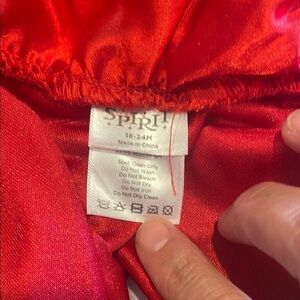 SPIRIT
18-24M
Made in China
Spot Clean Only
Do Not Wash
Do Not Bleach
Do Not Dry
Do Not Iron
Do Not Dry Clean